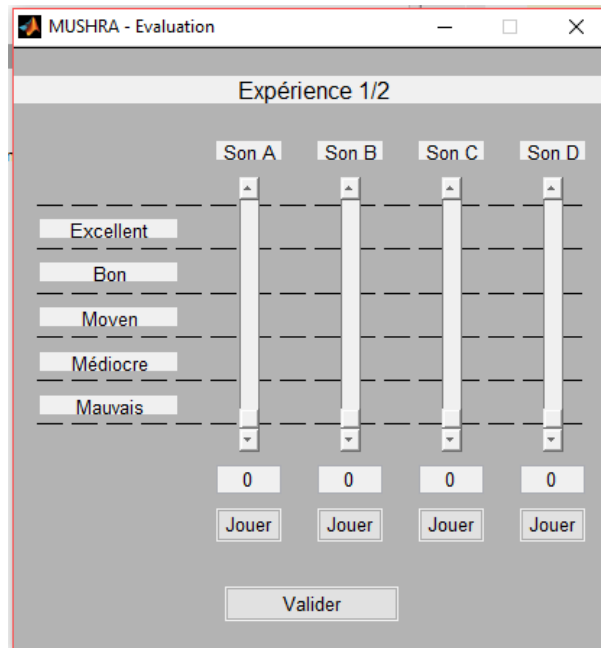 MUSHRA - Evaluation
Expérience 1/2
Son A Son B Son C Son D
Excellent
Bon
Moyen
Médiocre
Mauvais
0 0 0 0
Jouer Jouer Jouer Jouer
Valider